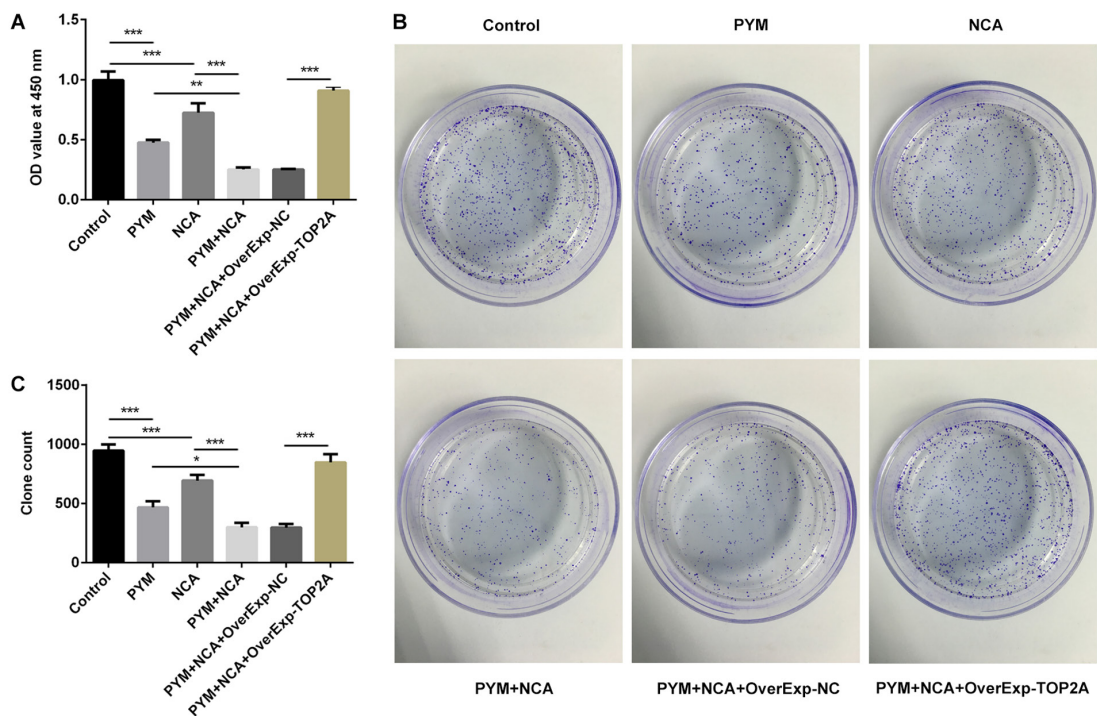 A
OD value at 450 nm
1.5
1.0
0.5
0.0
***
***
***
**
***
Control
PYM
NCA
PYM+NCA
PYM+NCA+OverExp-NC
PYM+NCA+OverExp-TOP2A
B
Control
PYM
NCA
PYM+NCA
PYM+NCA+OverExp-NC
PYM+NCA+OverExp-TOP2A
C
Clone count
1500
1000
500
0
***
***
***
*
***
Control
PYM
NCA
PYM+NCA
PYM+NCA+OverExp-NC
PYM+NCA+OverExp-TOP2A